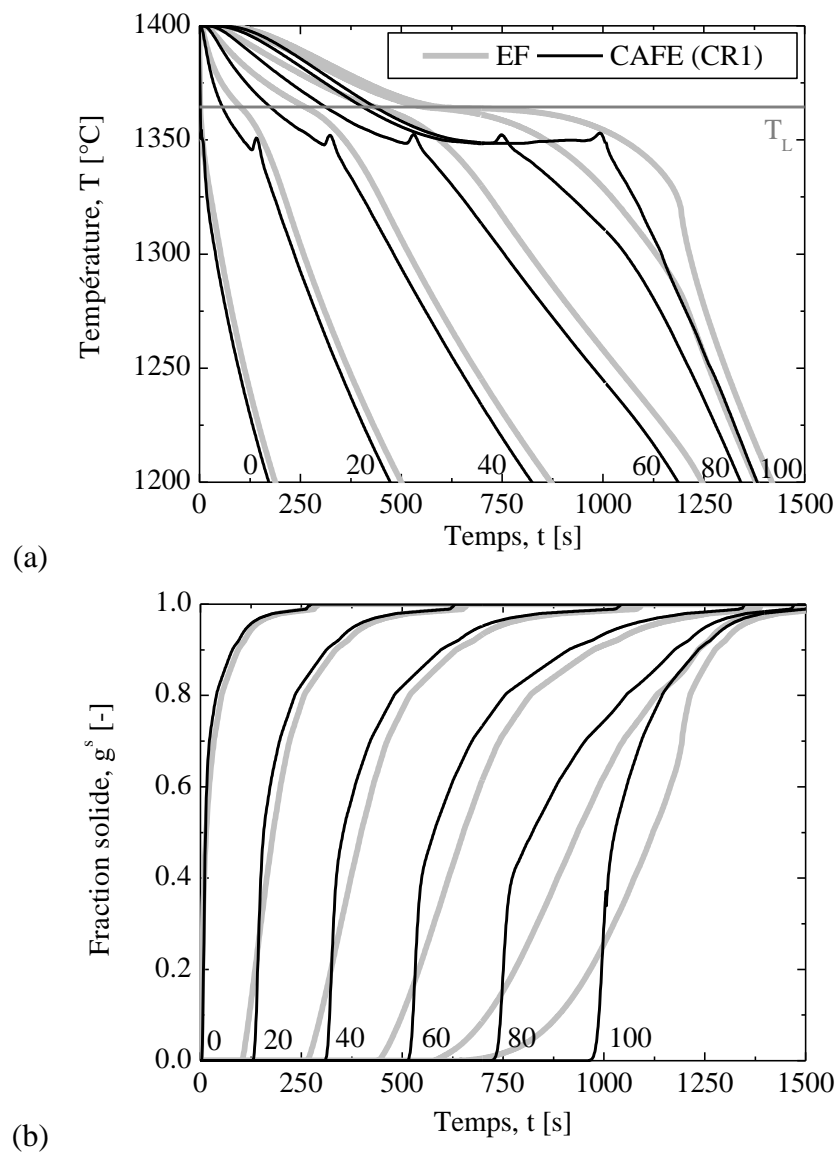 1400
EF CAFE (CR1)
T_L
1350
1300
1250
1200
Température, T [°C]
0 20 40 60 80 100
0 250 500 750 1000 1250 1500
Temps, t [s]
(a)
1.0
0.8
0.6
0.4
0.2
0.0
Fraction solide, g^s [-]
0 20 40 60 80 100
0 250 500 750 1000 1250 1500
Temps, t [s]
(b)